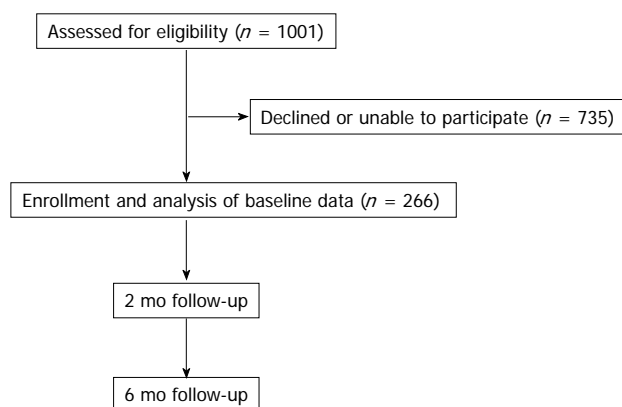 Assessed for eligibility (n = 1001)
Declined or unable to participate (n = 735)
Enrollment and analysis of baseline data (n = 266)
2 mo follow-up
6 mo follow-up